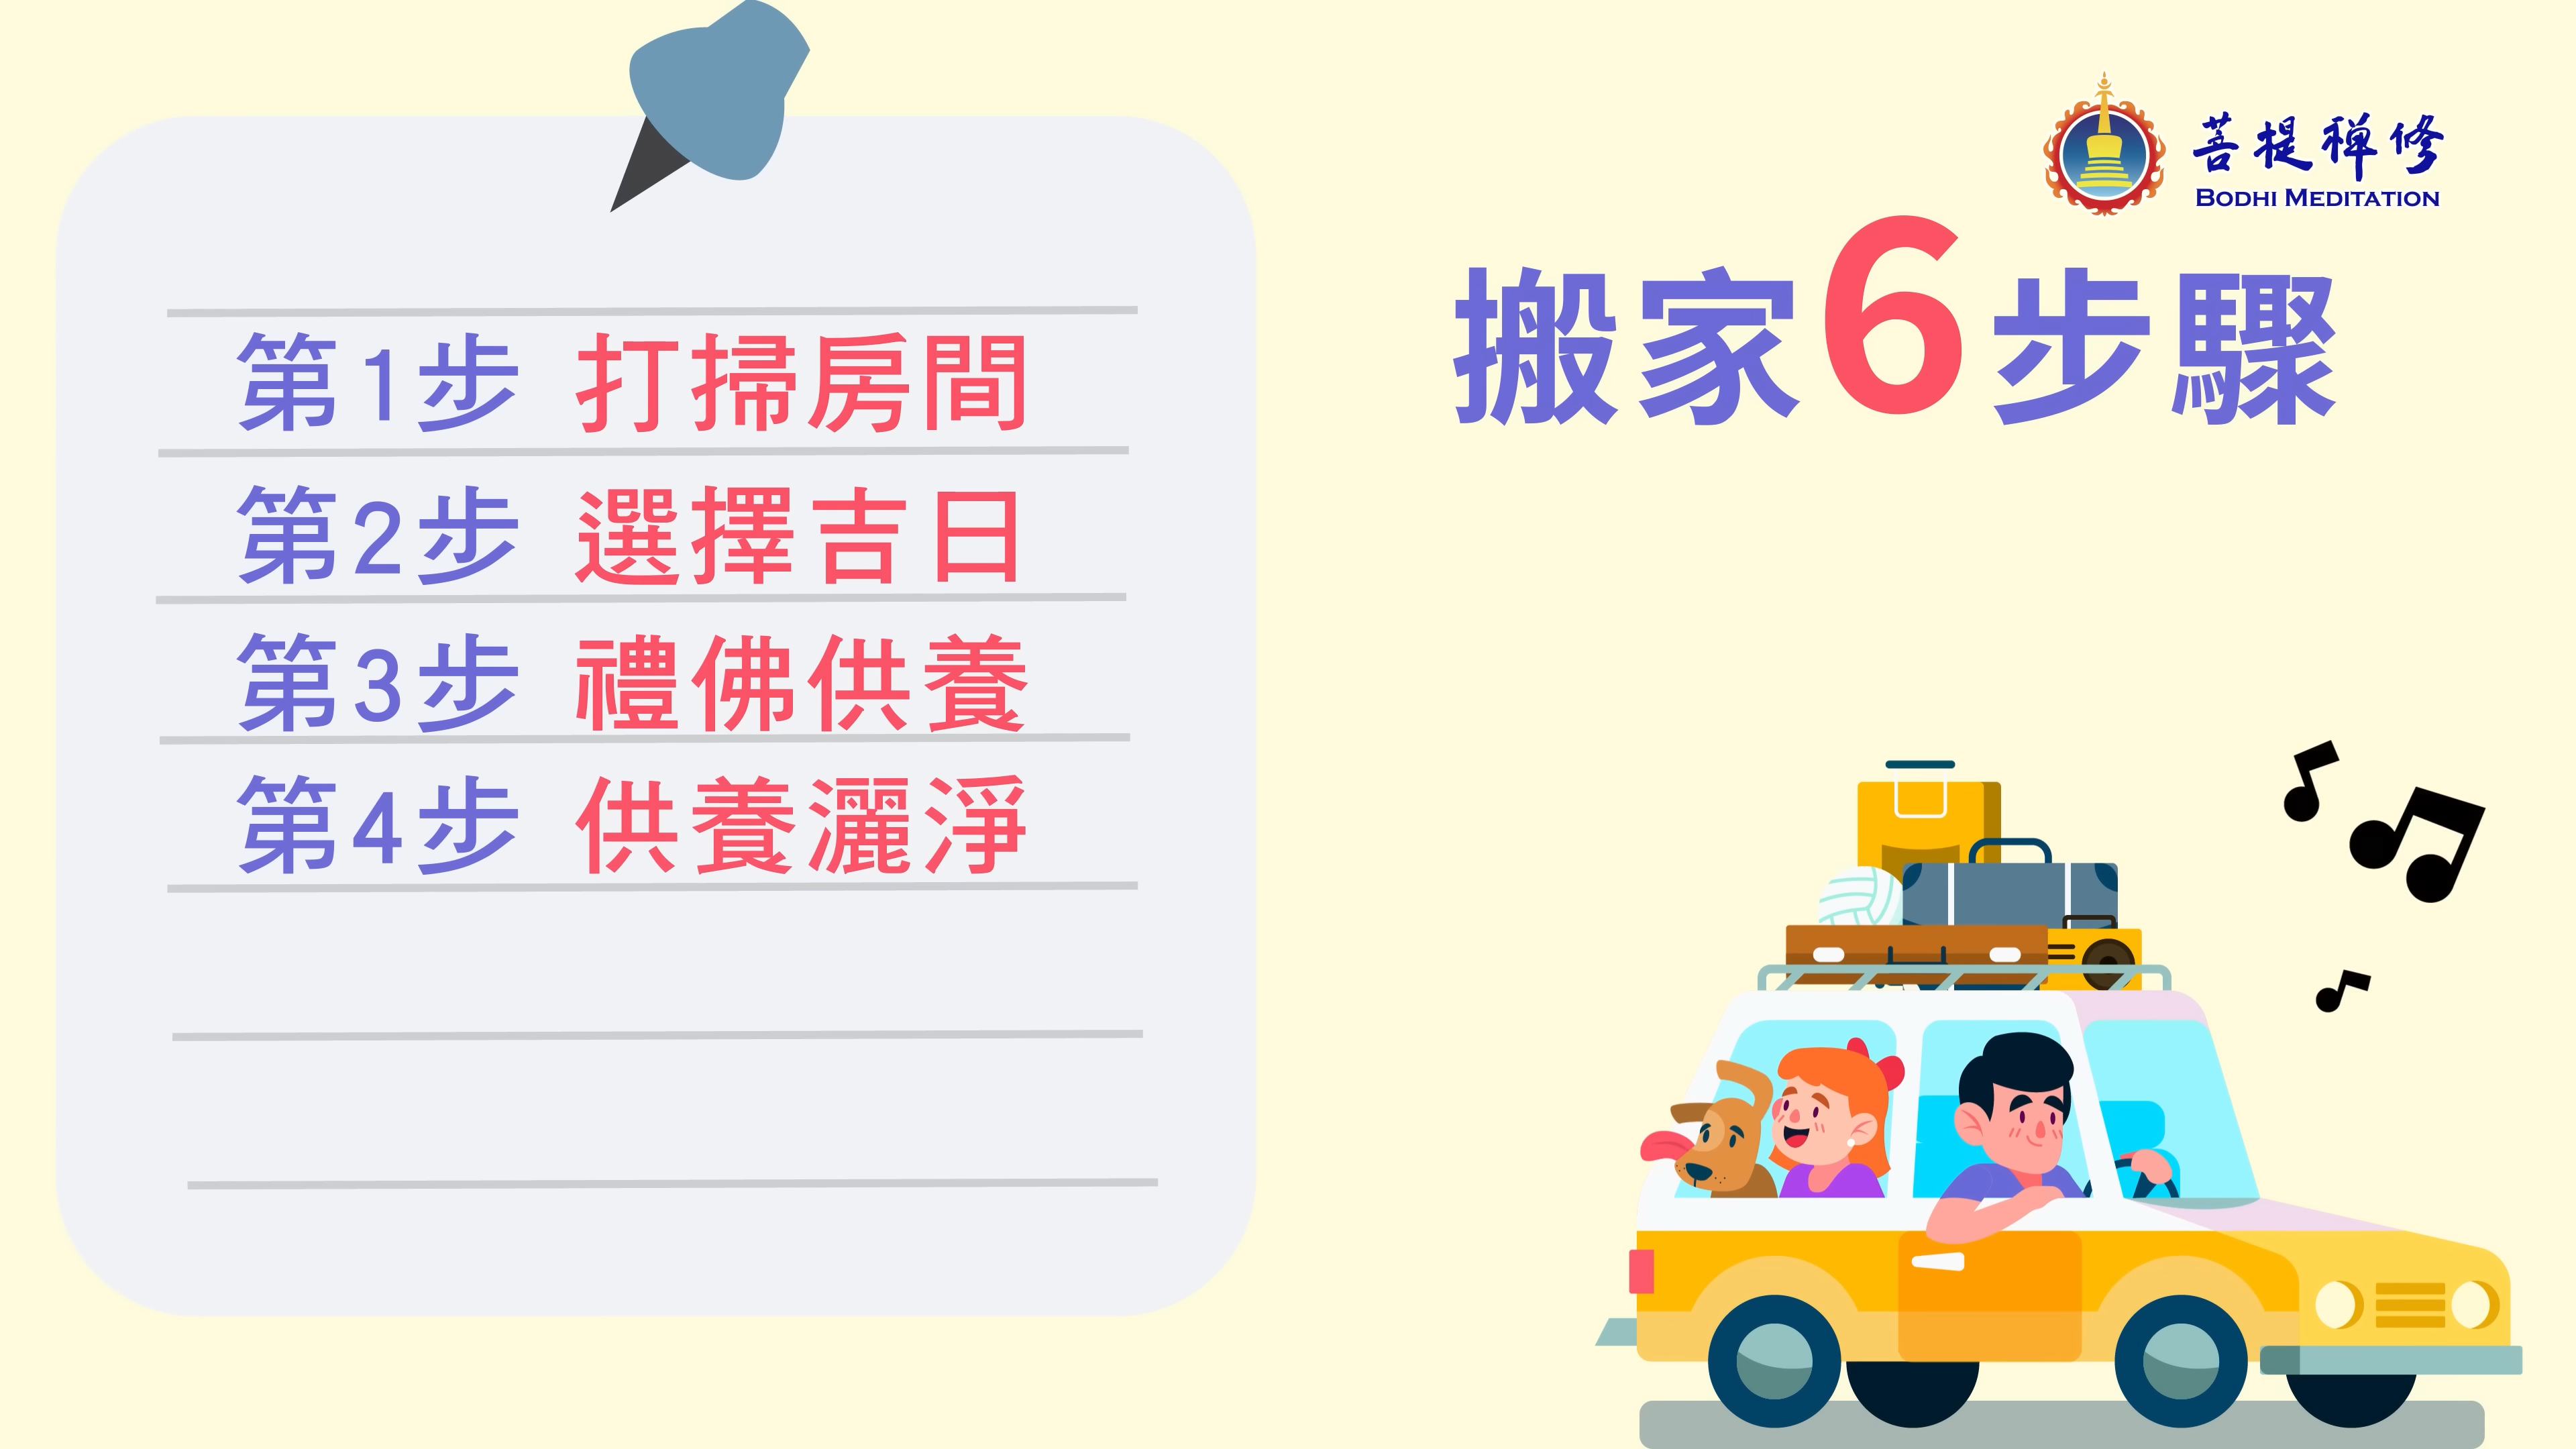 菩提禪修
BODHI MEDITATION
搬家6步驟
第1步 打掃房間
第2步 選擇吉日
第3步 禮佛供養
第4步 供養灑淨